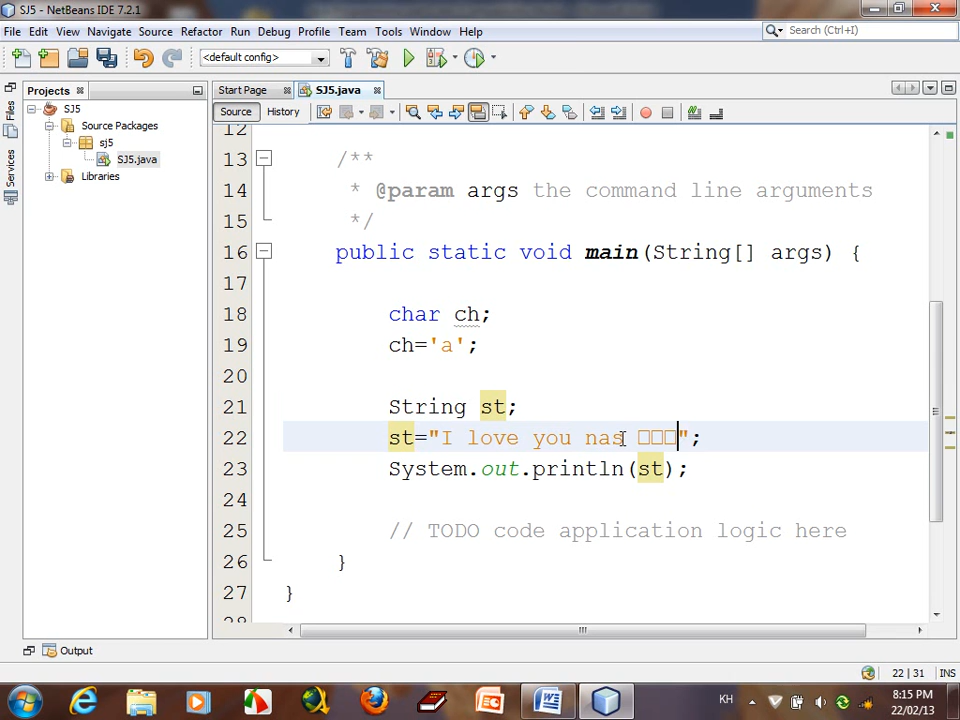 SJ5 - NetBeans IDE 7.2.1
File Edit View Navigate Source Refactor Run Debug Profile Team Tools Window Help
Search (Ctrl+I)
<default config>
Projects
Start Page
SJ5.java
Files
Services
SJ5
Source Packages
sj5
SJ5.java
Libraries
Source
History
12
13 /**
14 * @param args the command line arguments
15 */
16 public static void main(String[] args) {
17
18 char ch;
19 ch='a';
20
21 String st;
22 st="I love you nas □□□";
23 System.out.println(st);
24
25 // TODO code application logic here
26 }
27 }
Output
22 | 31 INS
KH
8:15 PM
22/02/13